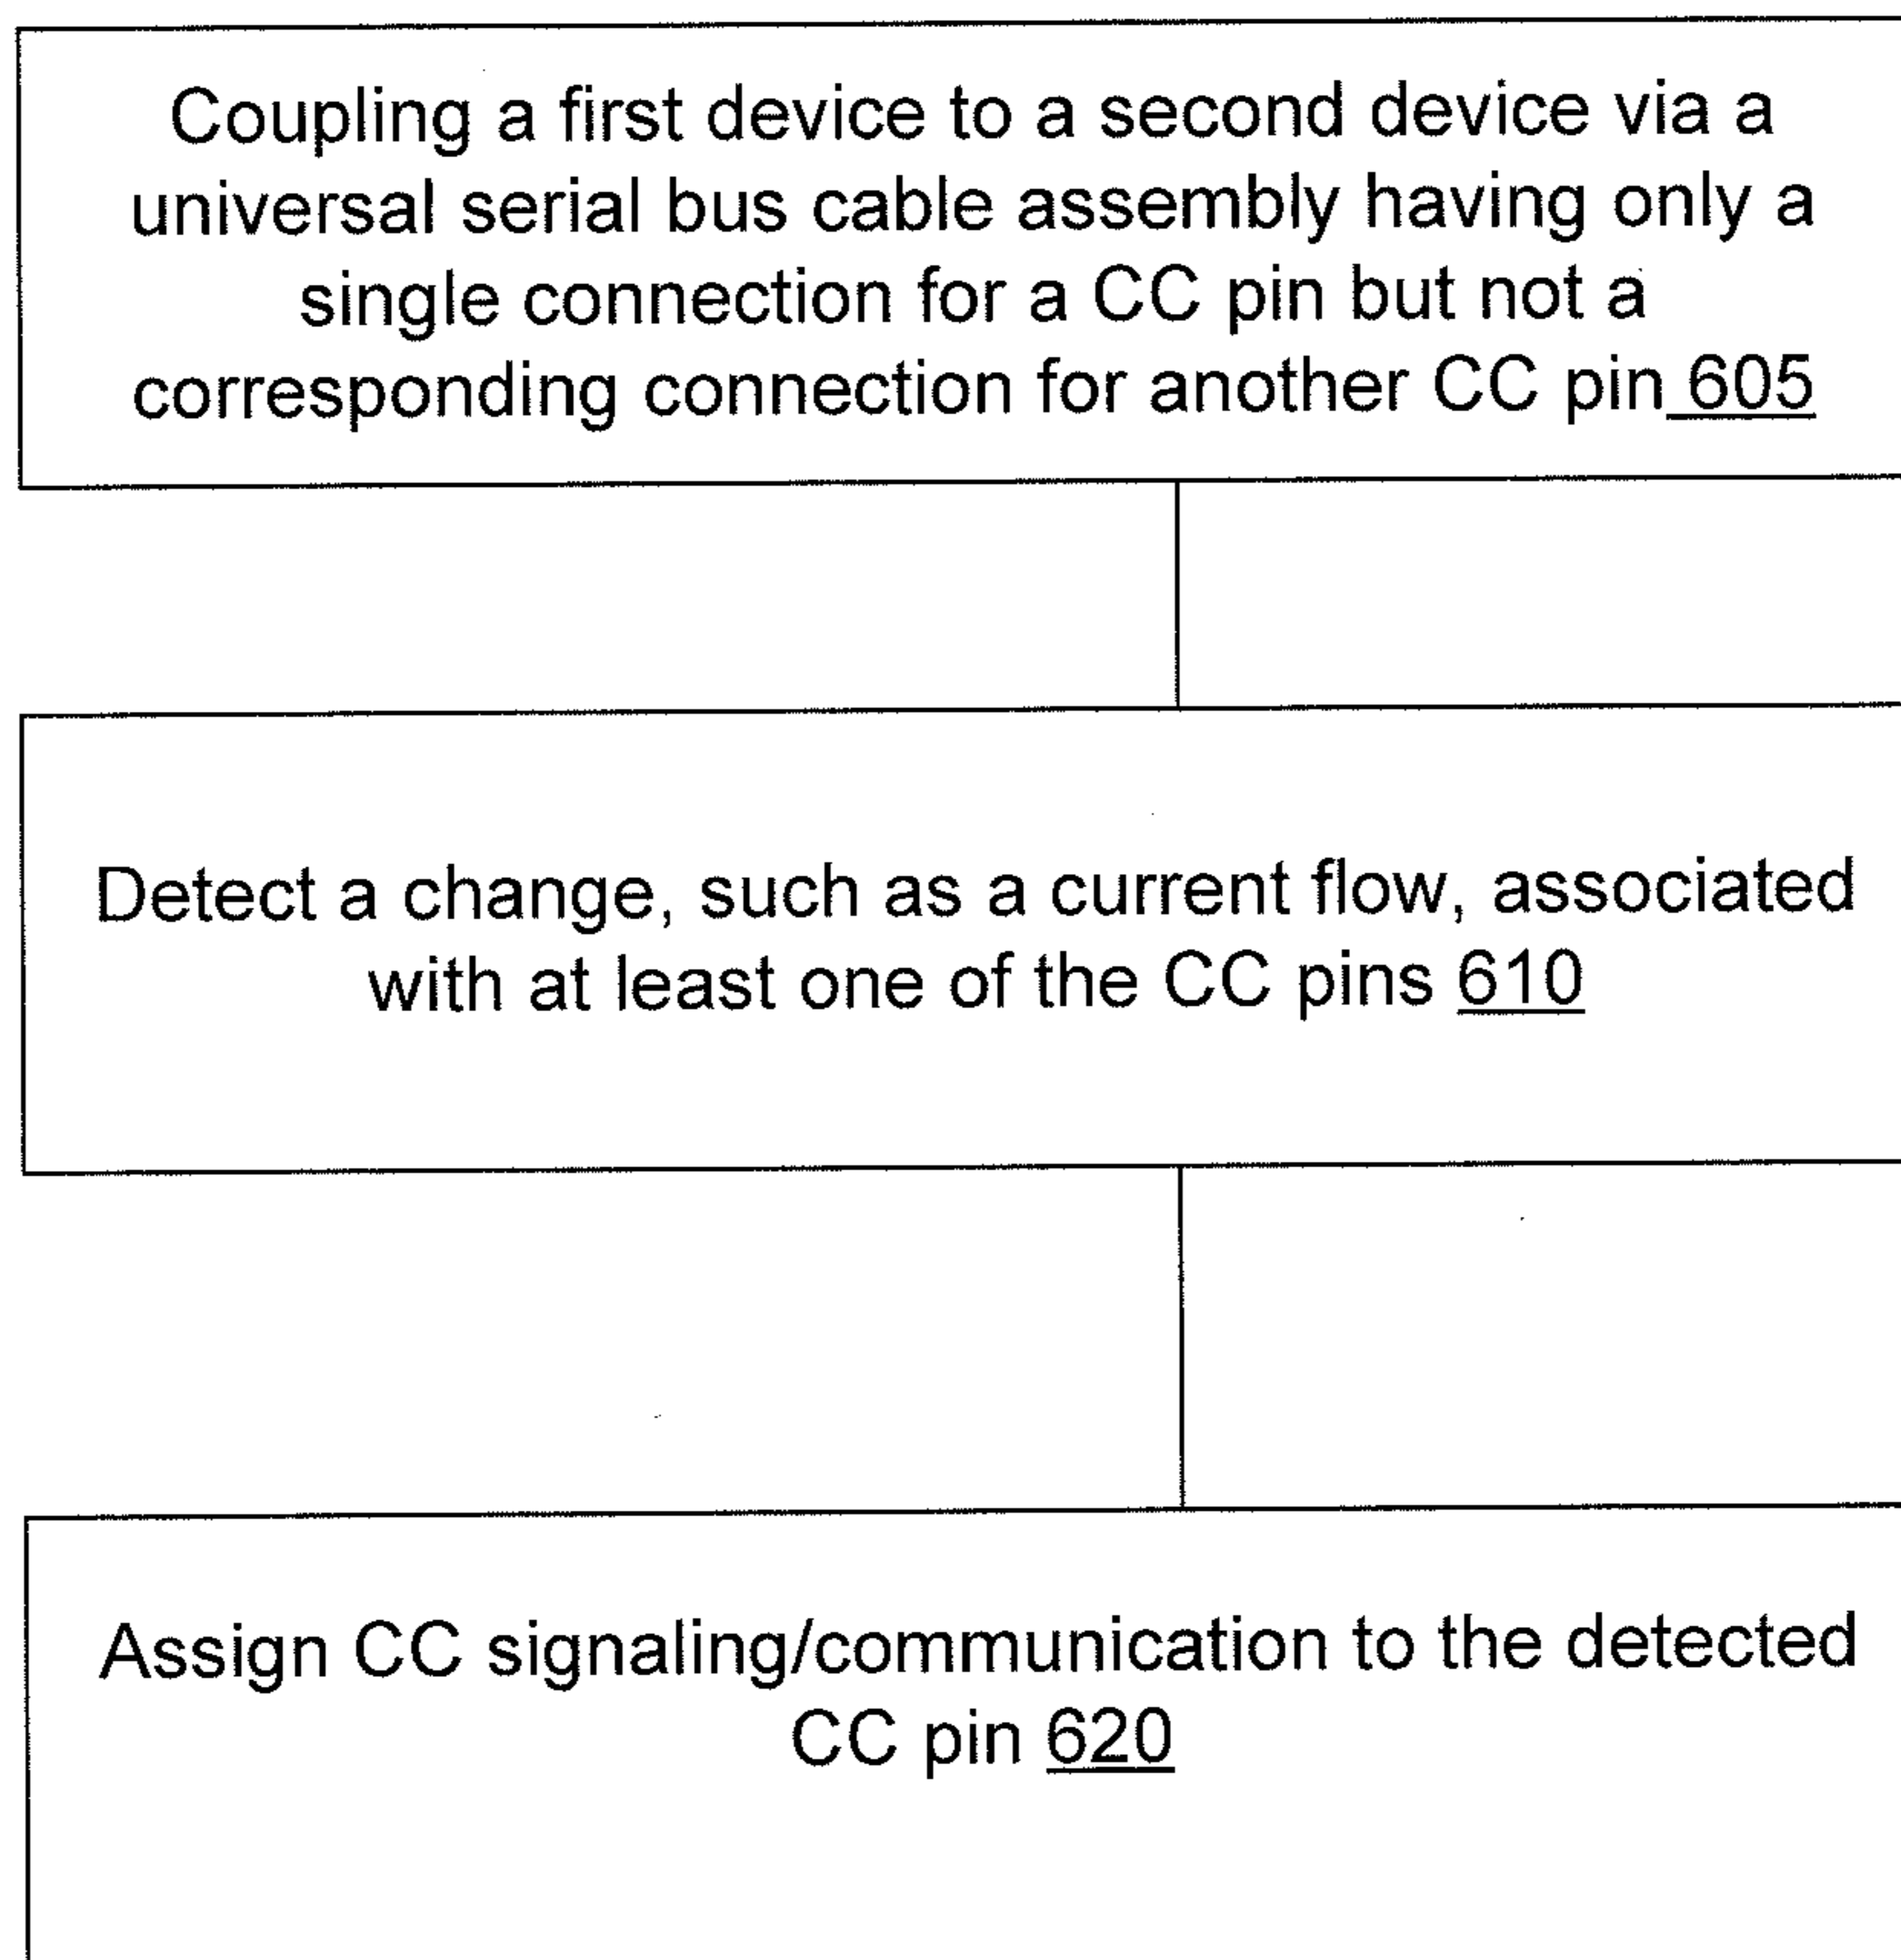 Coupling a first device to a second device via a
universal serial bus cable assembly having only a
single connection for a CC pin but not a
corresponding connection for another CC pin 605
Detect a change, such as a current flow, associated
with at least one of the CC pins 610
Assign CC signaling/communication to the detected
CC pin 620